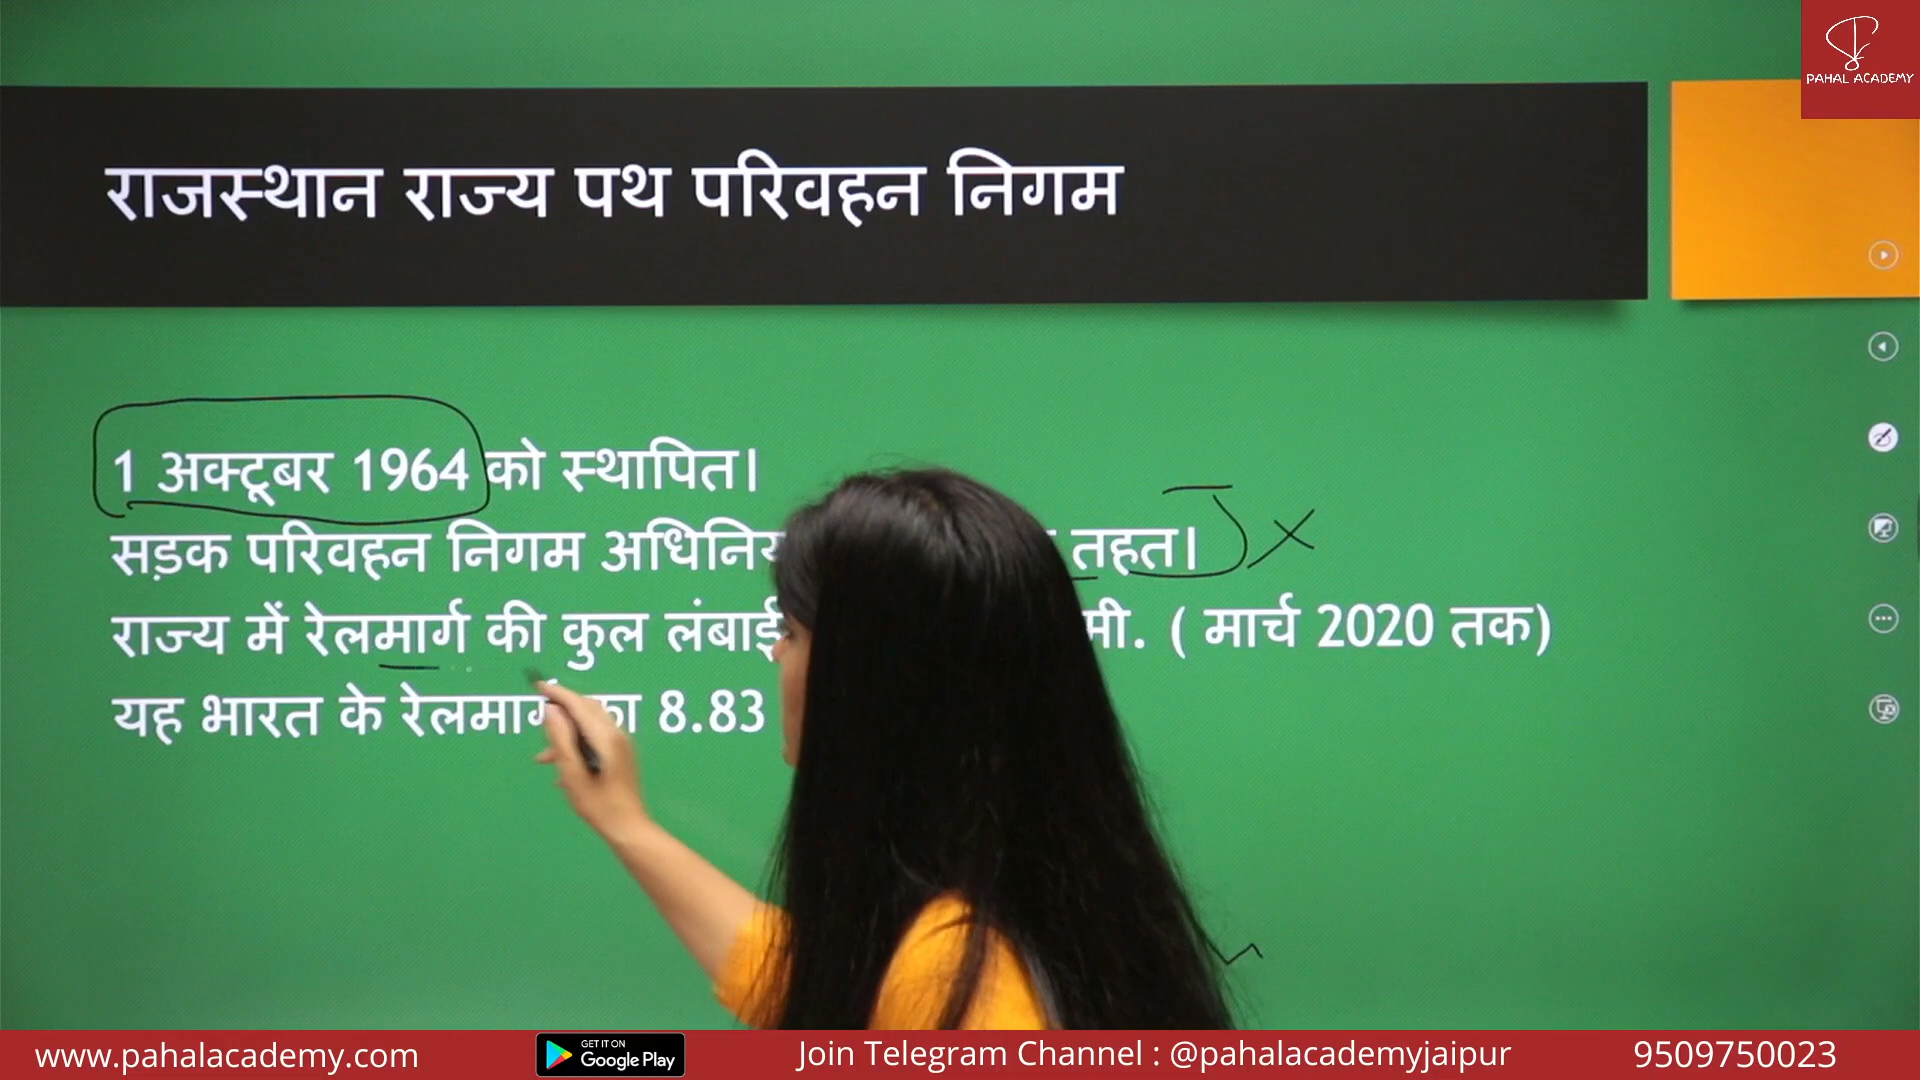 PAHAL ACADEMY
राजस्थान राज्य पथ परिवहन निगम
1 अक्टूबर 1964 को स्थापित।
सड़क परिवहन निगम तहत।
राज्य में रेलमार्ग की कुल लंबाई मी. ( मार्च 2020 तक)
यह भारत के रेलमार्ग का 8.83
www.pahalacademy.com
GET IT ON
Google Play
Join Telegram Channel : @pahalacademyjaipur
9509750023